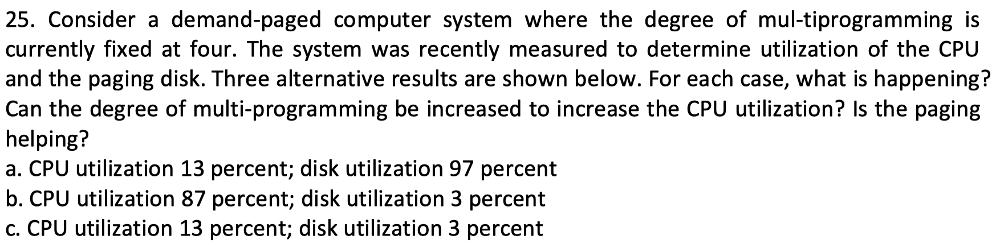 25. Consider a demand-paged computer system where the degree of mul-tiprogramming is
currently fixed at four. The system was recently measured to determine utilization of the CPU
and the paging disk. Three alternative results are shown below. For each case, what is happening?
Can the degree of multi-programming be increased to increase the CPU utilization? Is the paging
helping?
a. CPU utilization 13 percent; disk utilization 97 percent
b. CPU utilization 87 percent; disk utilization 3 percent
c. CPU utilization 13 percent; disk utilization 3 percent